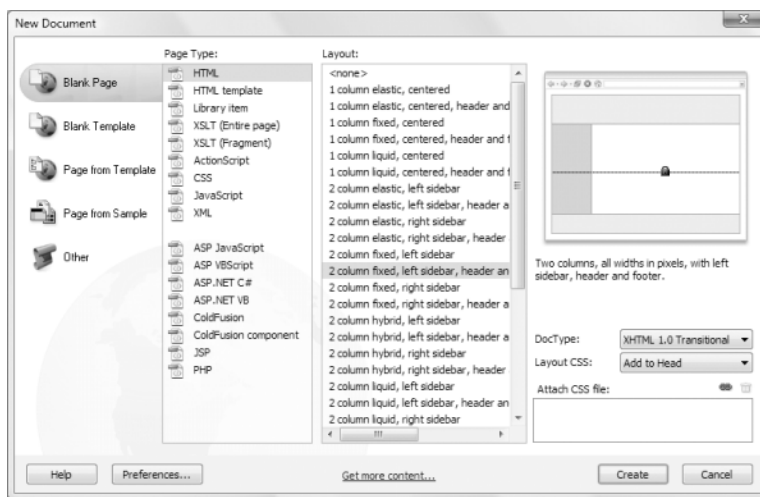 New Document
Page Type:
Layout:
Blank Page
Blank Template
Page from Template
Page from Sample
Other
HTML
HTML template
Library item
XSLT (Entire page)
XSLT (Fragment)
ActionScript
CSS
JavaScript
XML
ASP JavaScript
ASP VBScript
ASP.NET C#
ASP.NET VB
ColdFusion
ColdFusion component
JSP
PHP
<none>
1 column elastic, centered
1 column elastic, centered, header and
1 column fixed, centered
1 column fixed, centered, header and f
1 column liquid, centered
1 column liquid, centered, header and f
2 column elastic, left sidebar
2 column elastic, left sidebar, header a
2 column elastic, right sidebar
2 column elastic, right sidebar, header
2 column fixed, left sidebar
2 column fixed, left sidebar, header an
2 column fixed, right sidebar
2 column fixed, right sidebar, header a
2 column hybrid, left sidebar
2 column hybrid, left sidebar, header a
2 column hybrid, right sidebar
2 column hybrid, right sidebar, header
2 column liquid, left sidebar
2 column liquid, left sidebar, header an
2 column liquid, right sidebar
Two columns, all widths in pixels, with left
sidebar, header and footer.
DocType: XHTML 1.0 Transitional
Layout CSS: Add to Head
Attach CSS file:
Help
Preferences...
Get more content...
Create
Cancel